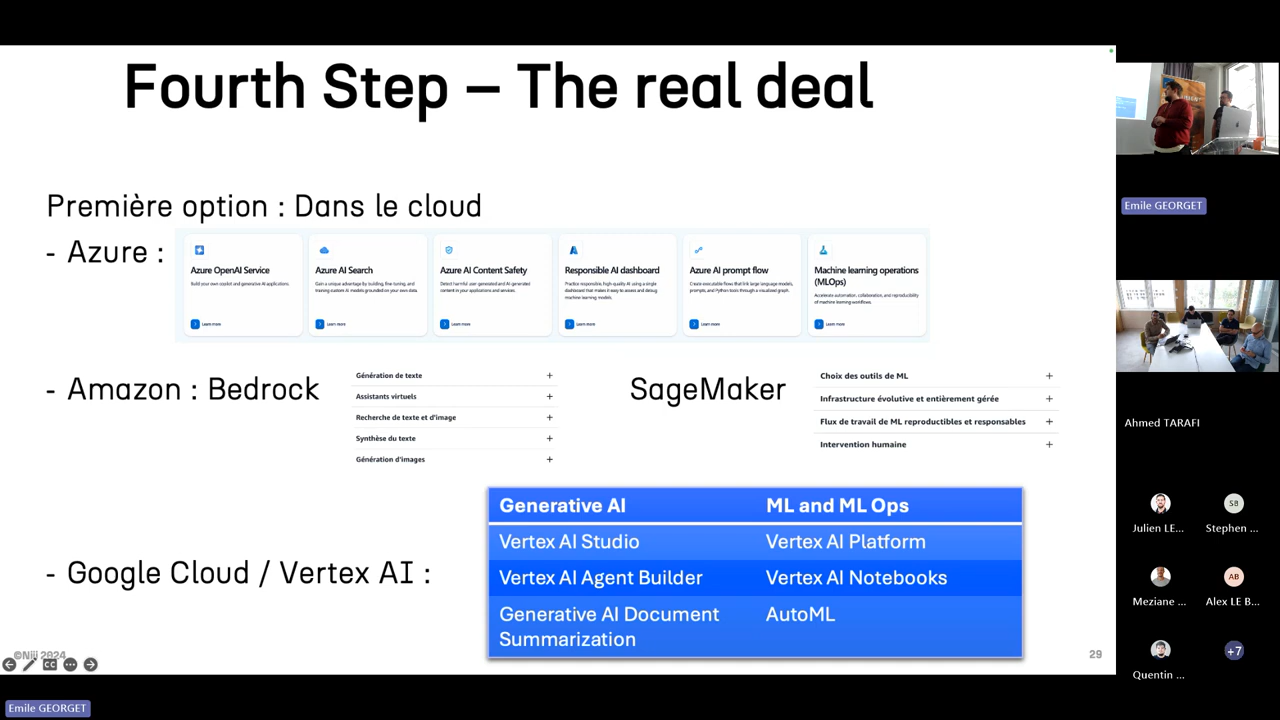 Fourth Step – The real deal
Première option : Dans le cloud
- Azure :
Azure OpenAI Service
Build your own copilot and generative AI applications.
Learn more
Azure AI Search
Gain a unique advantage by building, fine-tuning, and
training custom AI models grounded on your own data.
Learn more
Azure AI Content Safety
Detect harmful user-generated and AI-generated
content in your applications and services.
Learn more
Responsible AI dashboard
Practice responsible high quality AI using a single
dashboard that makes it easy to assess and debug
machine learning models.
Learn more
Azure AI prompt flow
Create executable flows that link large language models,
prompts, and Python tools through a visualized graph.
Learn more
Machine learning operations
(MLOps)
Accelerate automation, collaboration, and reproducibility
of machine learning workflows.
Learn more
- Amazon : Bedrock
Génération de texte +
Assistants virtuels +
Recherche de texte et d'image +
Synthèse du texte +
Génération d'images +
SageMaker
Choix des outils de ML +
Infrastructure évolutive et entièrement gérée +
Flux de travail de ML reproductibles et responsables +
Intervention humaine +
- Google Cloud / Vertex AI :
Generative AI ML and ML Ops
Vertex AI Studio Vertex AI Platform
Vertex AI Agent Builder Vertex AI Notebooks
Generative AI Document AutoML
Summarization
©Niji 2024
CC
29
Emile GEORGET
Emile GEORGET
Ahmed TARAFI
SB
Julien LE... Stephen ...
AB
Meziane ... Alex LE B...
+7
Quentin ...